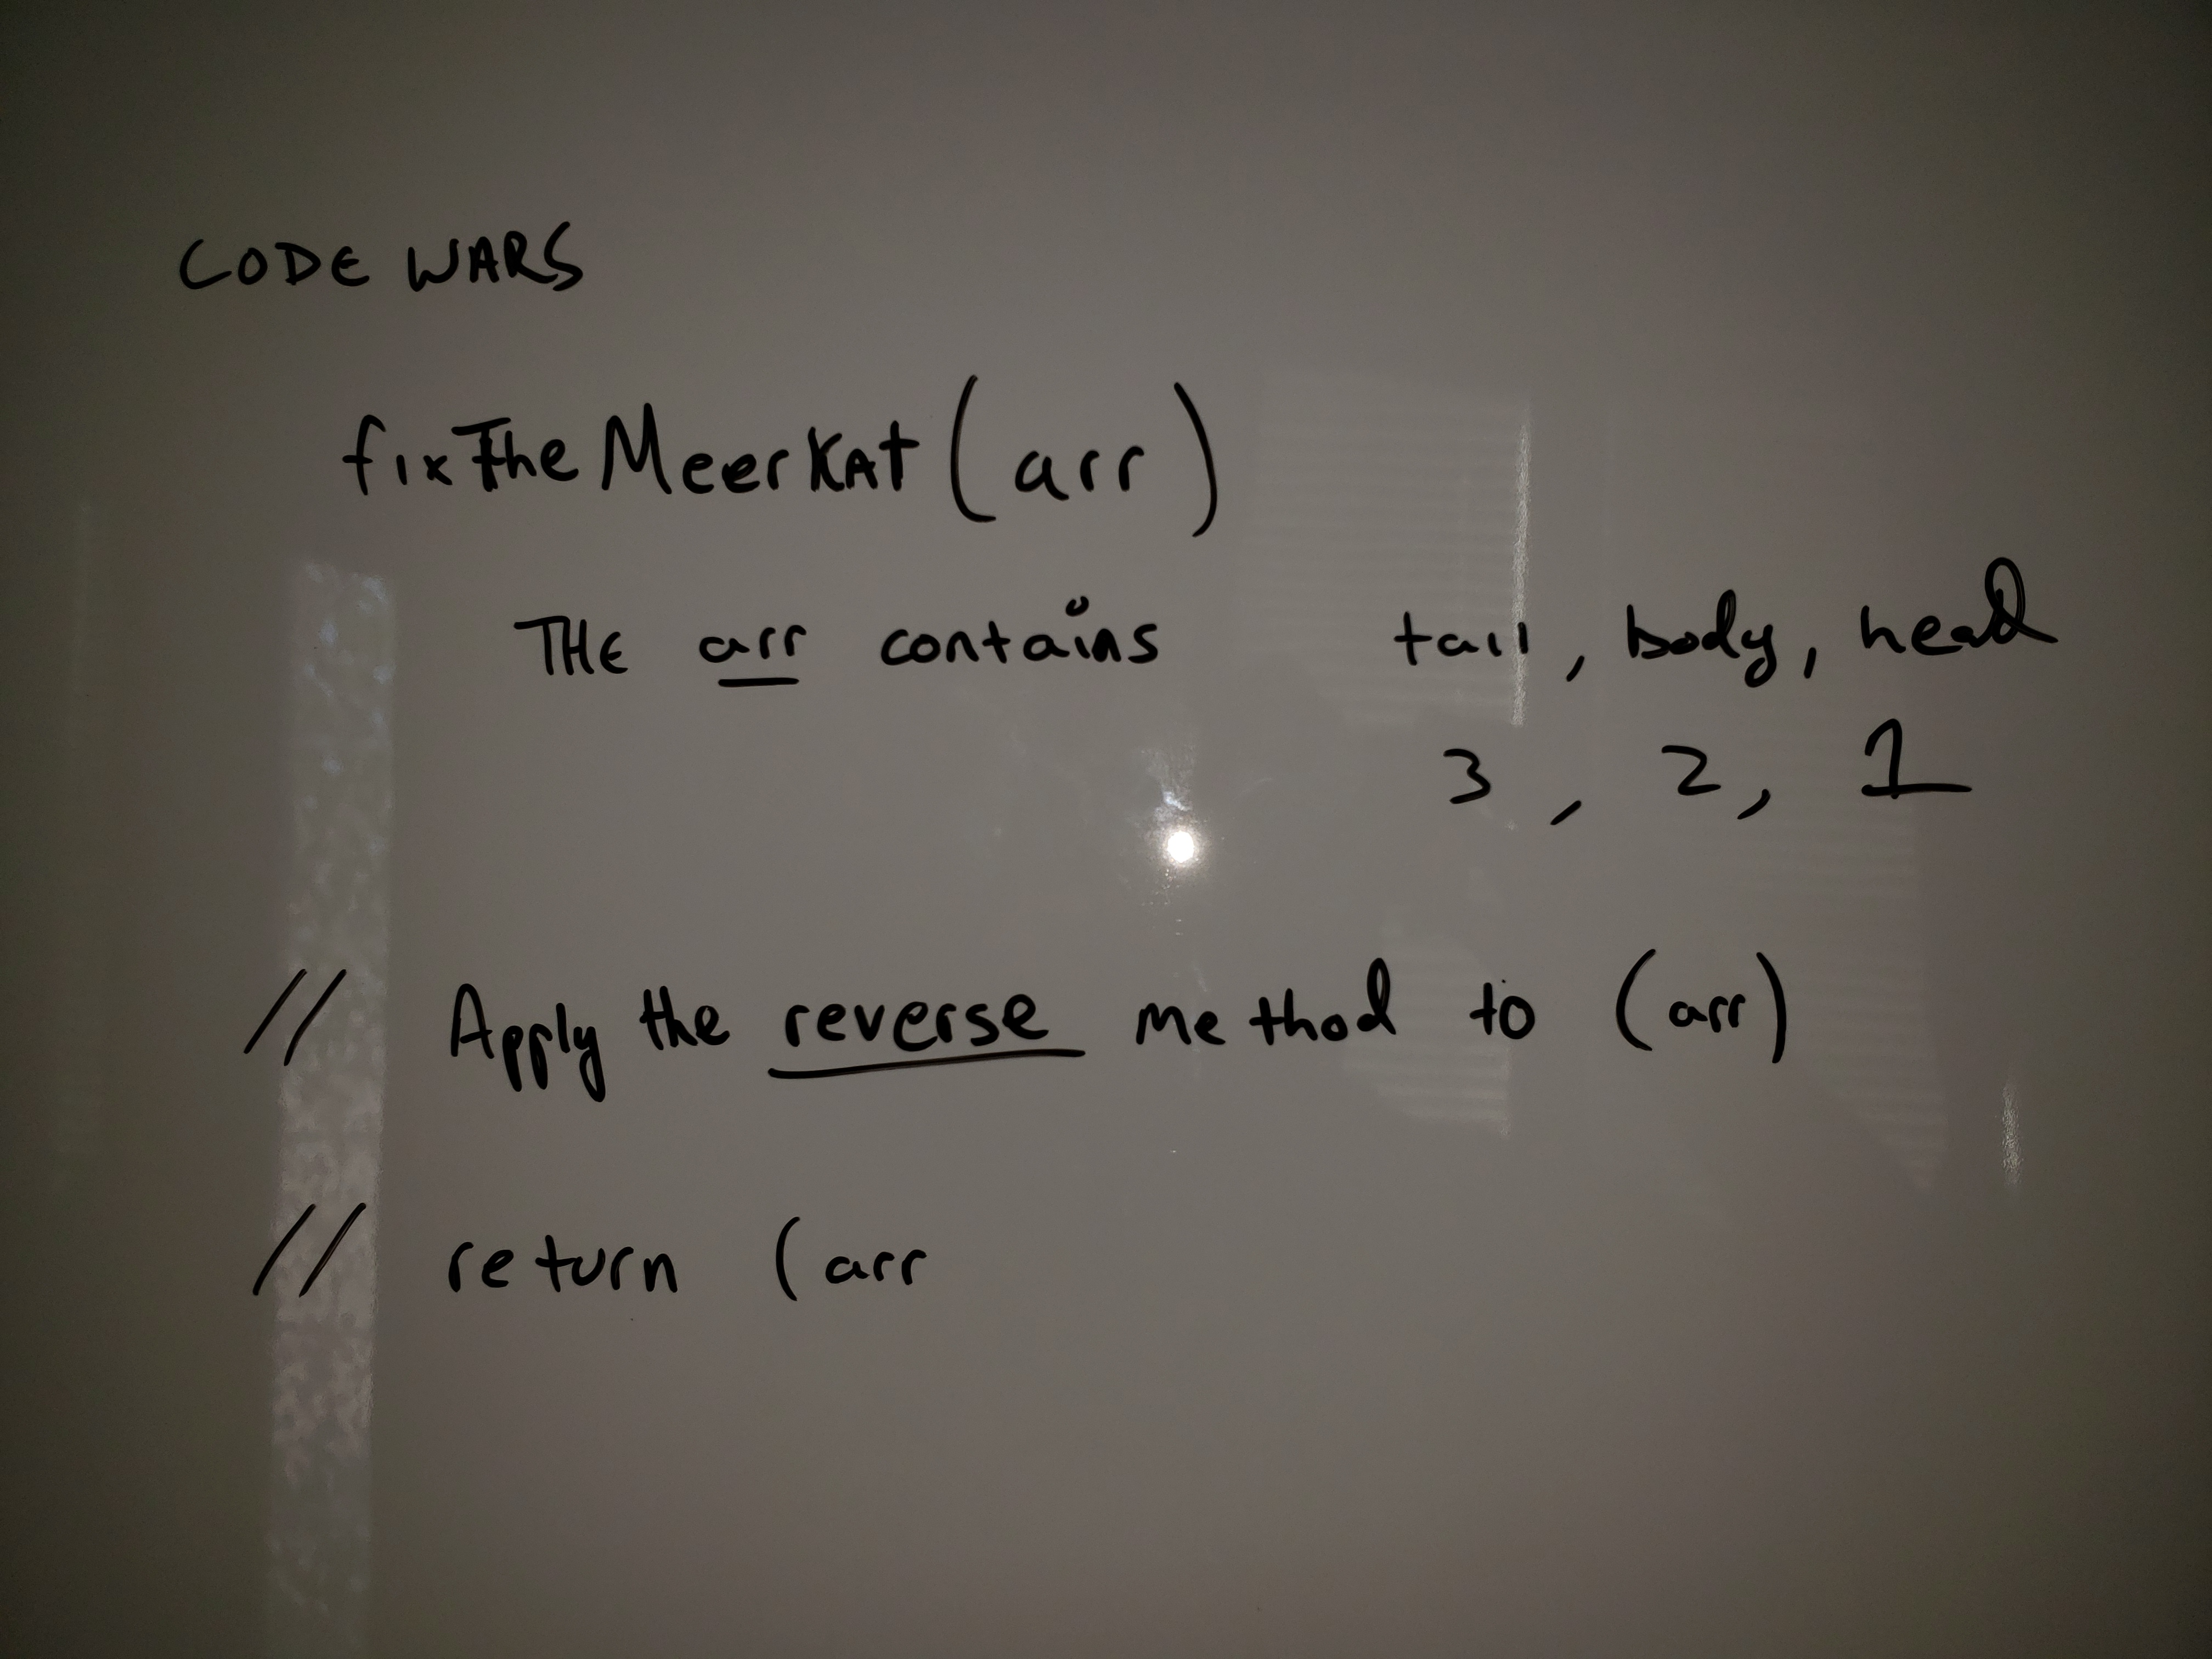 CODE WARS
fixTheMeerKAt (arr)
THE arr contains tail, body, head
3, 2, 1
// Apply the reverse method to (arr)
// return (arr